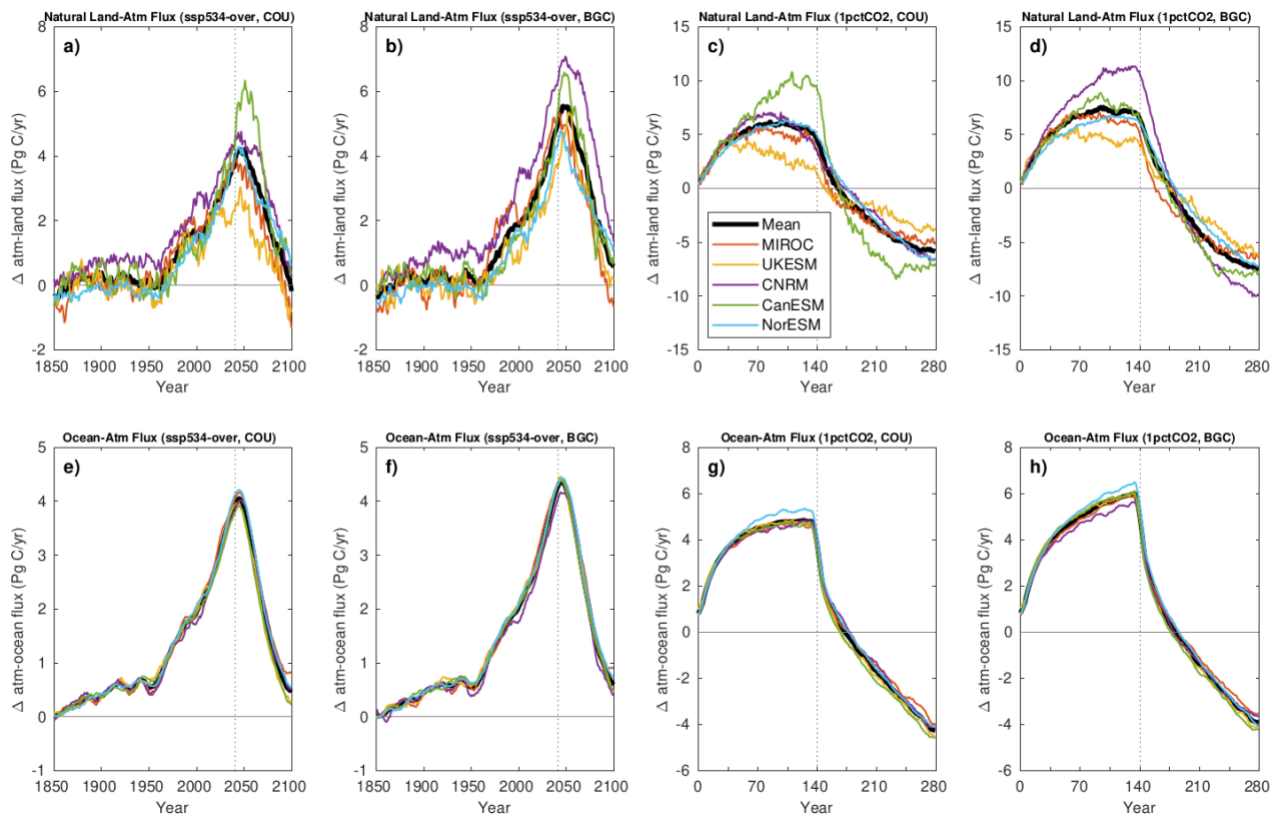 Natural Land-Atm Flux (ssp534-over, COU)
a)
8
6
4
2
0
-2
Δ atm-land flux (Pg C/yr)
1850 1900 1950 2000 2050 2100
Year
Natural Land-Atm Flux (ssp534-over, BGC)
b)
8
6
4
2
0
-2
Δ atm-land flux (Pg C/yr)
1850 1900 1950 2000 2050 2100
Year
Natural Land-Atm Flux (1pctCO2, COU)
c)
15
10
5
0
-5
-10
-15
Δ atm-land flux (Pg C/yr)
Mean
MIROC
UKESM
CNRM
CanESM
NorESM
0 70 140 210 280
Year
Natural Land-Atm Flux (1pctCO2, BGC)
d)
15
10
5
0
-5
-10
-15
Δ atm-land flux (Pg C/yr)
0 70 140 210 280
Year
Ocean-Atm Flux (ssp534-over, COU)
e)
5
4
3
2
1
0
-1
Δ atm-ocean flux (Pg C/yr)
1850 1900 1950 2000 2050 2100
Year
Ocean-Atm Flux (ssp534-over, BGC)
f)
5
4
3
2
1
0
-1
Δ atm-ocean flux (Pg C/yr)
1850 1900 1950 2000 2050 2100
Year
Ocean-Atm Flux (1pctCO2, COU)
g)
8
6
4
2
0
-2
-4
-6
Δ atm-ocean flux (Pg C/yr)
0 70 140 210 280
Year
Ocean-Atm Flux (1pctCO2, BGC)
h)
8
6
4
2
0
-2
-4
-6
Δ atm-ocean flux (Pg C/yr)
0 70 140 210 280
Year